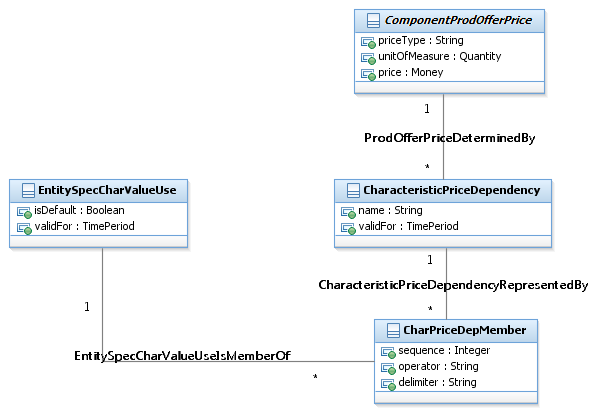 ComponentProdOfferPrice
priceType : String
unitOfMeasure : Quantity
price : Money
1
ProdOfferPriceDeterminedBy
*
EntitySpecCharValueUse
isDefault : Boolean
validFor : TimePeriod
CharacteristicPriceDependency
name : String
validFor : TimePeriod
1
CharacteristicPriceDependencyRepresentedBy
1
*
CharPriceDepMember
sequence : Integer
operator : String
delimiter : String
EntitySpecCharValueUseIsMemberOf
*